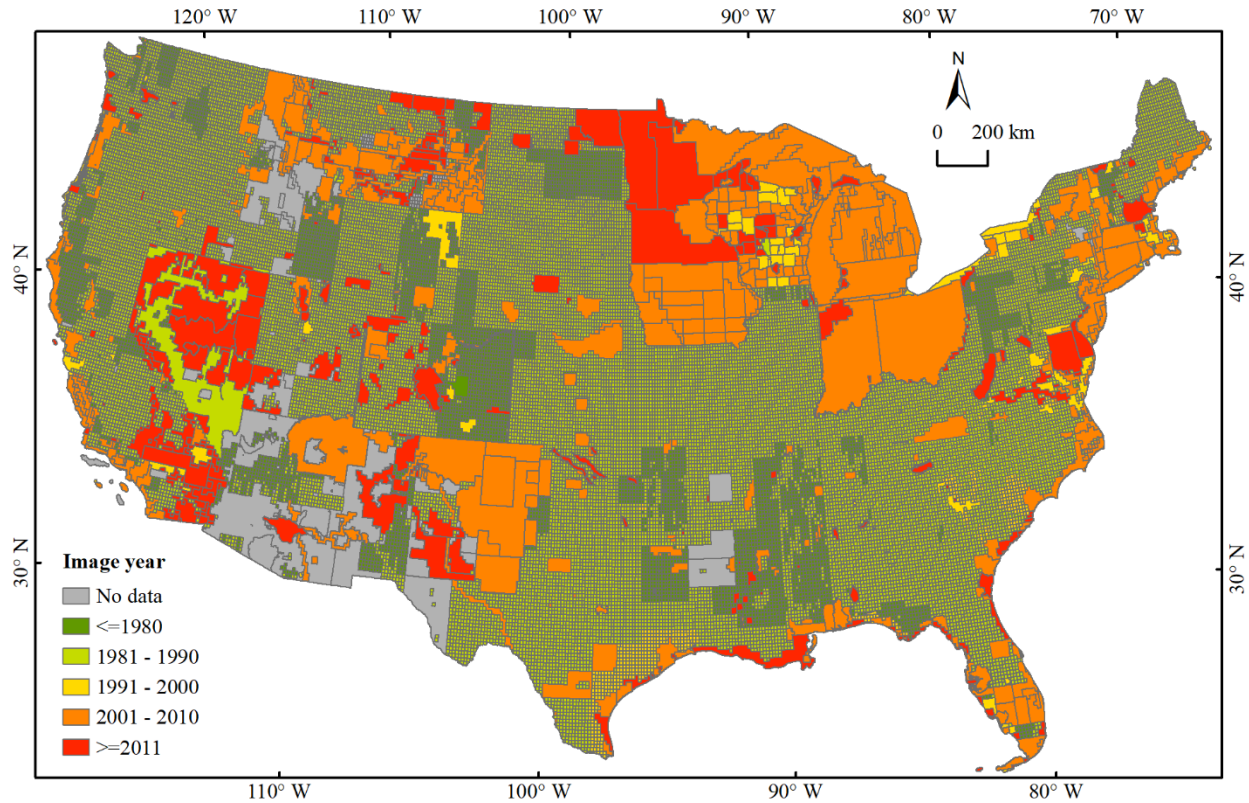 120° W 110° W 100° W 90° W 80° W 70° W
N
0 200 km
40° N 40° N
30° N 30° N
Image year
No data
<=1980
1981 - 1990
1991 - 2000
2001 - 2010
>=2011
110° W 100° W 90° W 80° W